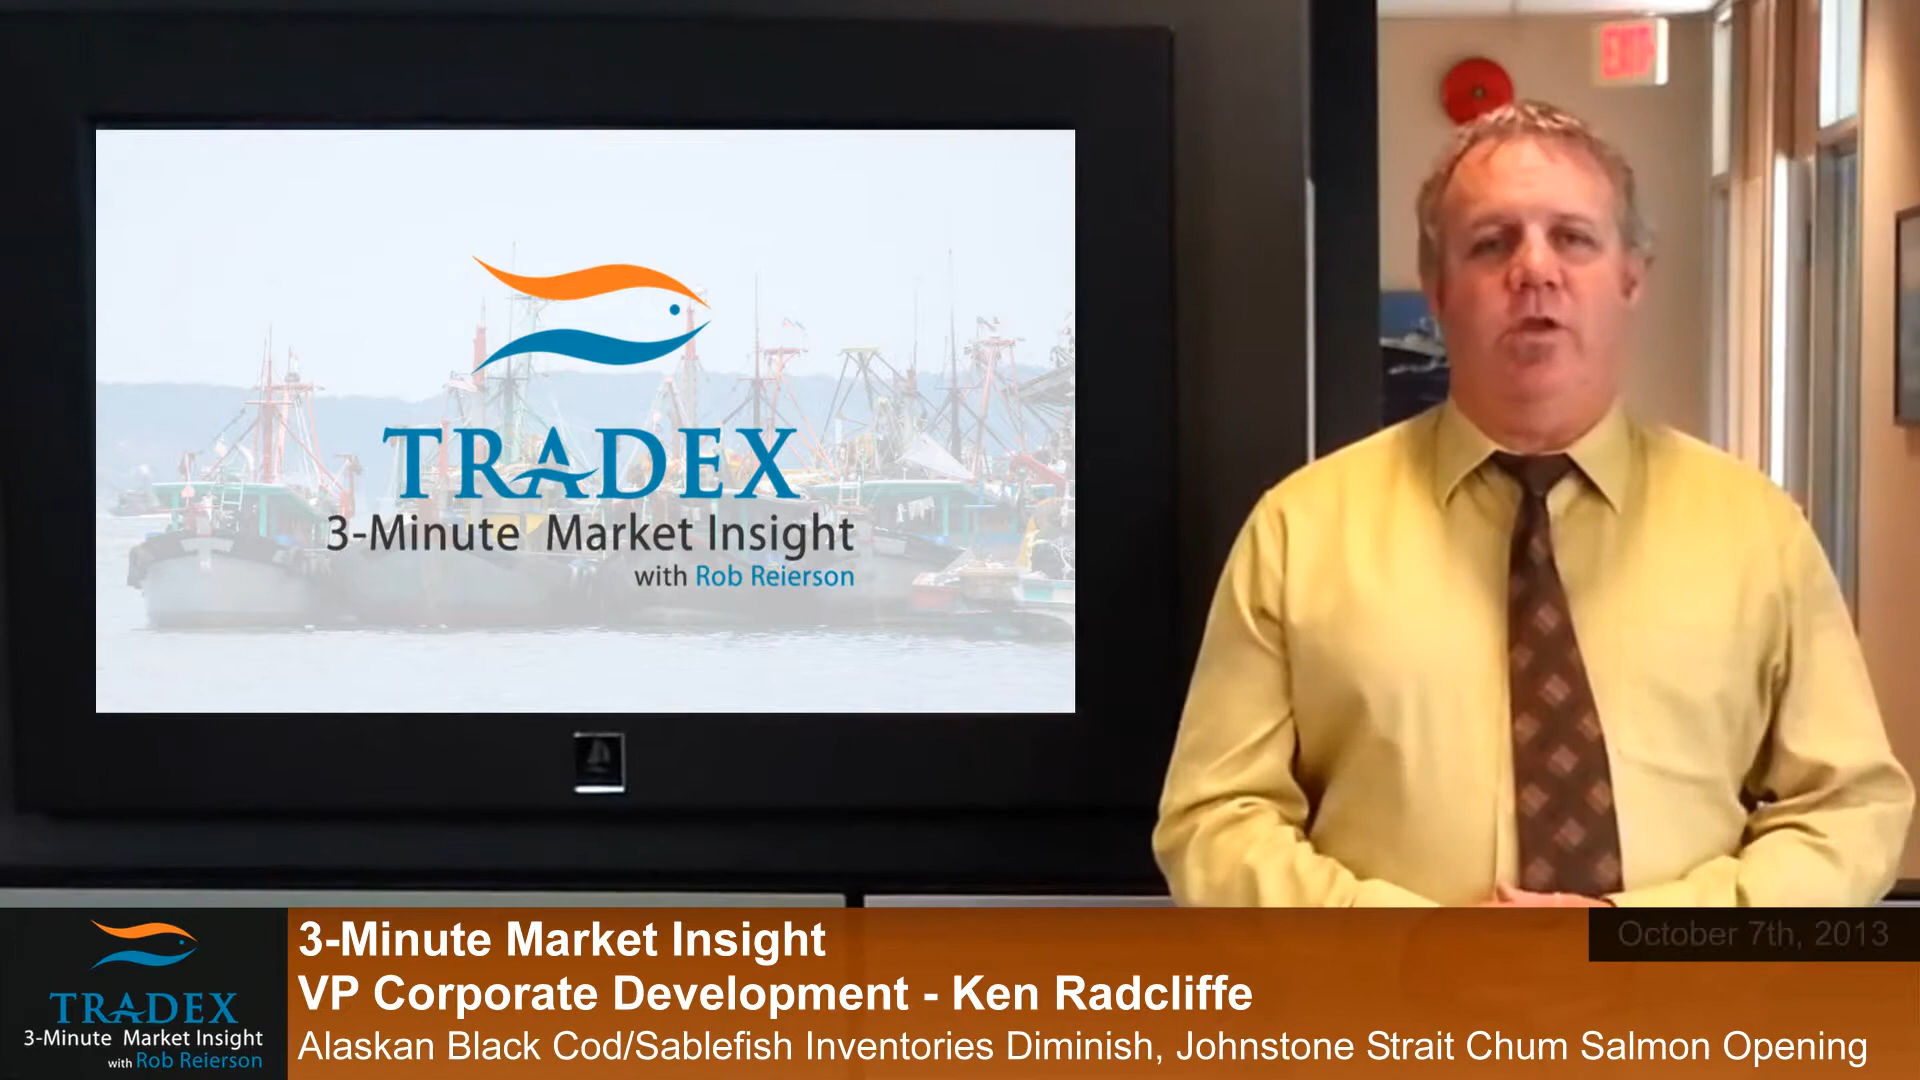 EXIT
TRADEX
3-Minute Market Insight
with Rob Reierson
3-Minute Market Insight
October 7th, 2013
VP Corporate Development - Ken Radcliffe
Alaskan Black Cod/Sablefish Inventories Diminish, Johnstone Strait Chum Salmon Opening
TRADEX
3-Minute Market Insight
with Rob Reierson